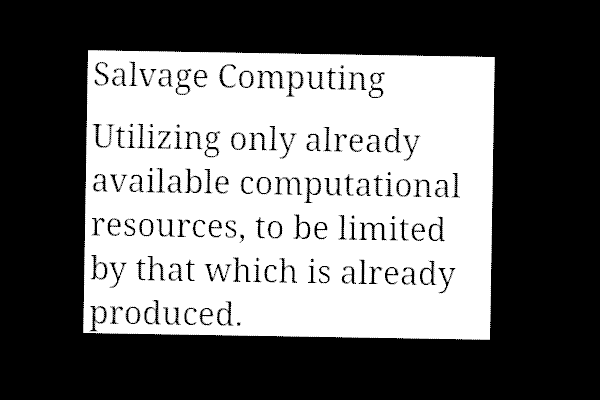 Salvage Computing
Utilizing only already
available computational
resources, to be limited
by that which is already
produced.